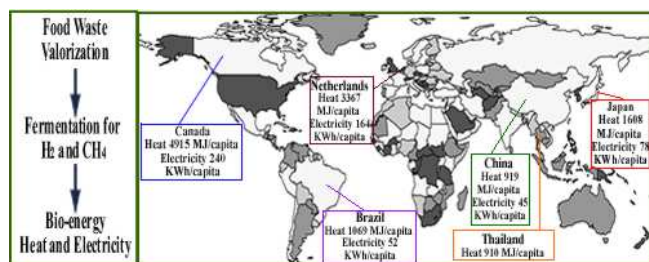 Food Waste
Valorization
Fermentation for
H₂ and CH₄
Bio-energy
Heat and Electricity
Canada
Heat 4915 MJ/capita
Electricity 240
KWh/capita
Netherlands
Heat 3367
MJ/capita
Electricity 164
KWh/capita
Brazil
Heat 1069 MJ/capita
Electricity 52
KWh/capita
China
Heat 919
MJ/capita
Electricity 45
KWh/capita
Thailand
Heat 910 MJ/capita
Japan
Heat 1608
MJ/capita
Electricity 78
KWh/capita